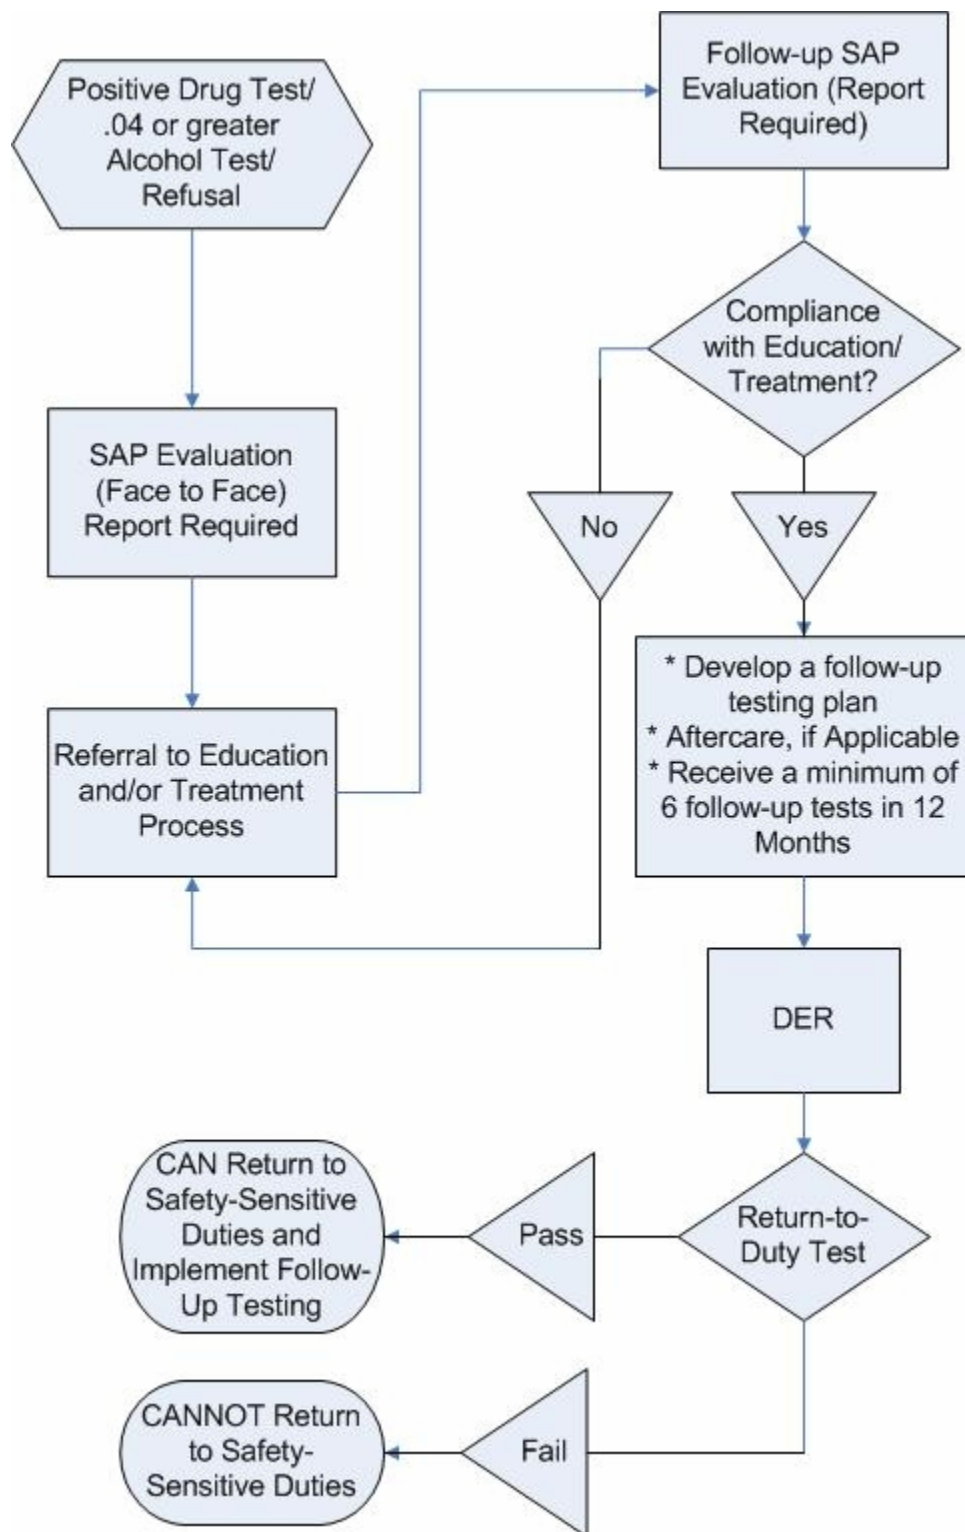 Positive Drug Test/
.04 or greater
Alcohol Test/
Refusal
SAP Evaluation
(Face to Face)
Report Required
Referral to Education
and/or Treatment
Process
Follow-up SAP
Evaluation (Report
Required)
Compliance
with Education/
Treatment?
No
Yes
* Develop a follow-up
testing plan
* Aftercare, if Applicable
* Receive a minimum of
6 follow-up tests in 12
Months
DER
Return-to-
Duty Test
Pass
CAN Return to
Safety-Sensitive
Duties and
Implement Follow-
Up Testing
Fail
CANNOT Return
to Safety-
Sensitive Duties